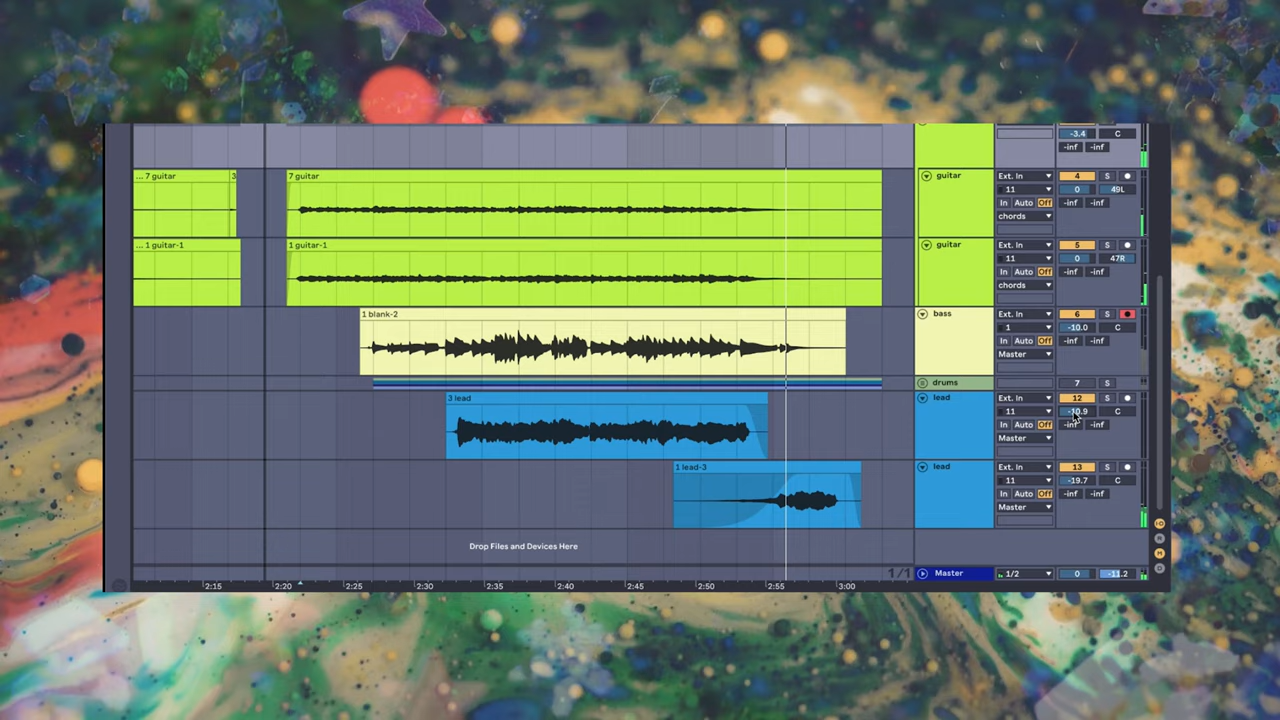 -3.4 C
-inf -inf
... 7 guitar 3 7 guitar guitar Ext. In 4 S
11 0 49L
In Auto Off -inf -inf
chords
... 1 guitar-1 1 guitar-1 guitar Ext. In 5 S
11 0 47R
In Auto Off -inf -inf
chords
1 blank-2 bass Ext. In 6 S
1 -10.0 C
In Auto Off -inf -inf
Master
drums 7 S
3 lead lead Ext. In 12 S
11 C
In Auto Off -inf -inf
Master
1 lead-3 lead Ext. In 13 S
11 -19.7 C
In Auto Off -inf -inf
Master
Drop Files and Devices Here
1/1 Master 1/2 0 -11.2
2:15 2:20 2:25 2:30 2:35 2:40 2:45 2:50 2:55 3:00